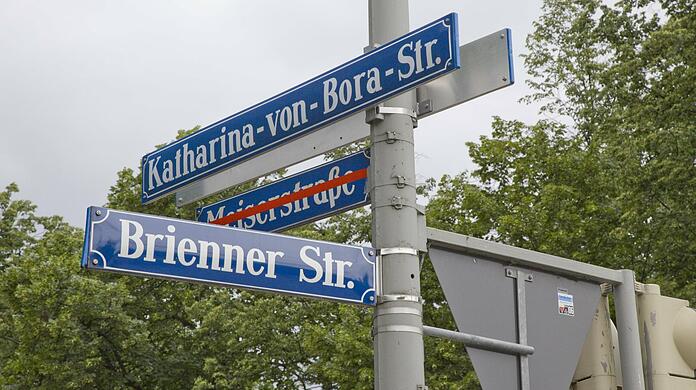 Katharina-von-Bora-Str.
Meiserstraße
Brienner Str.